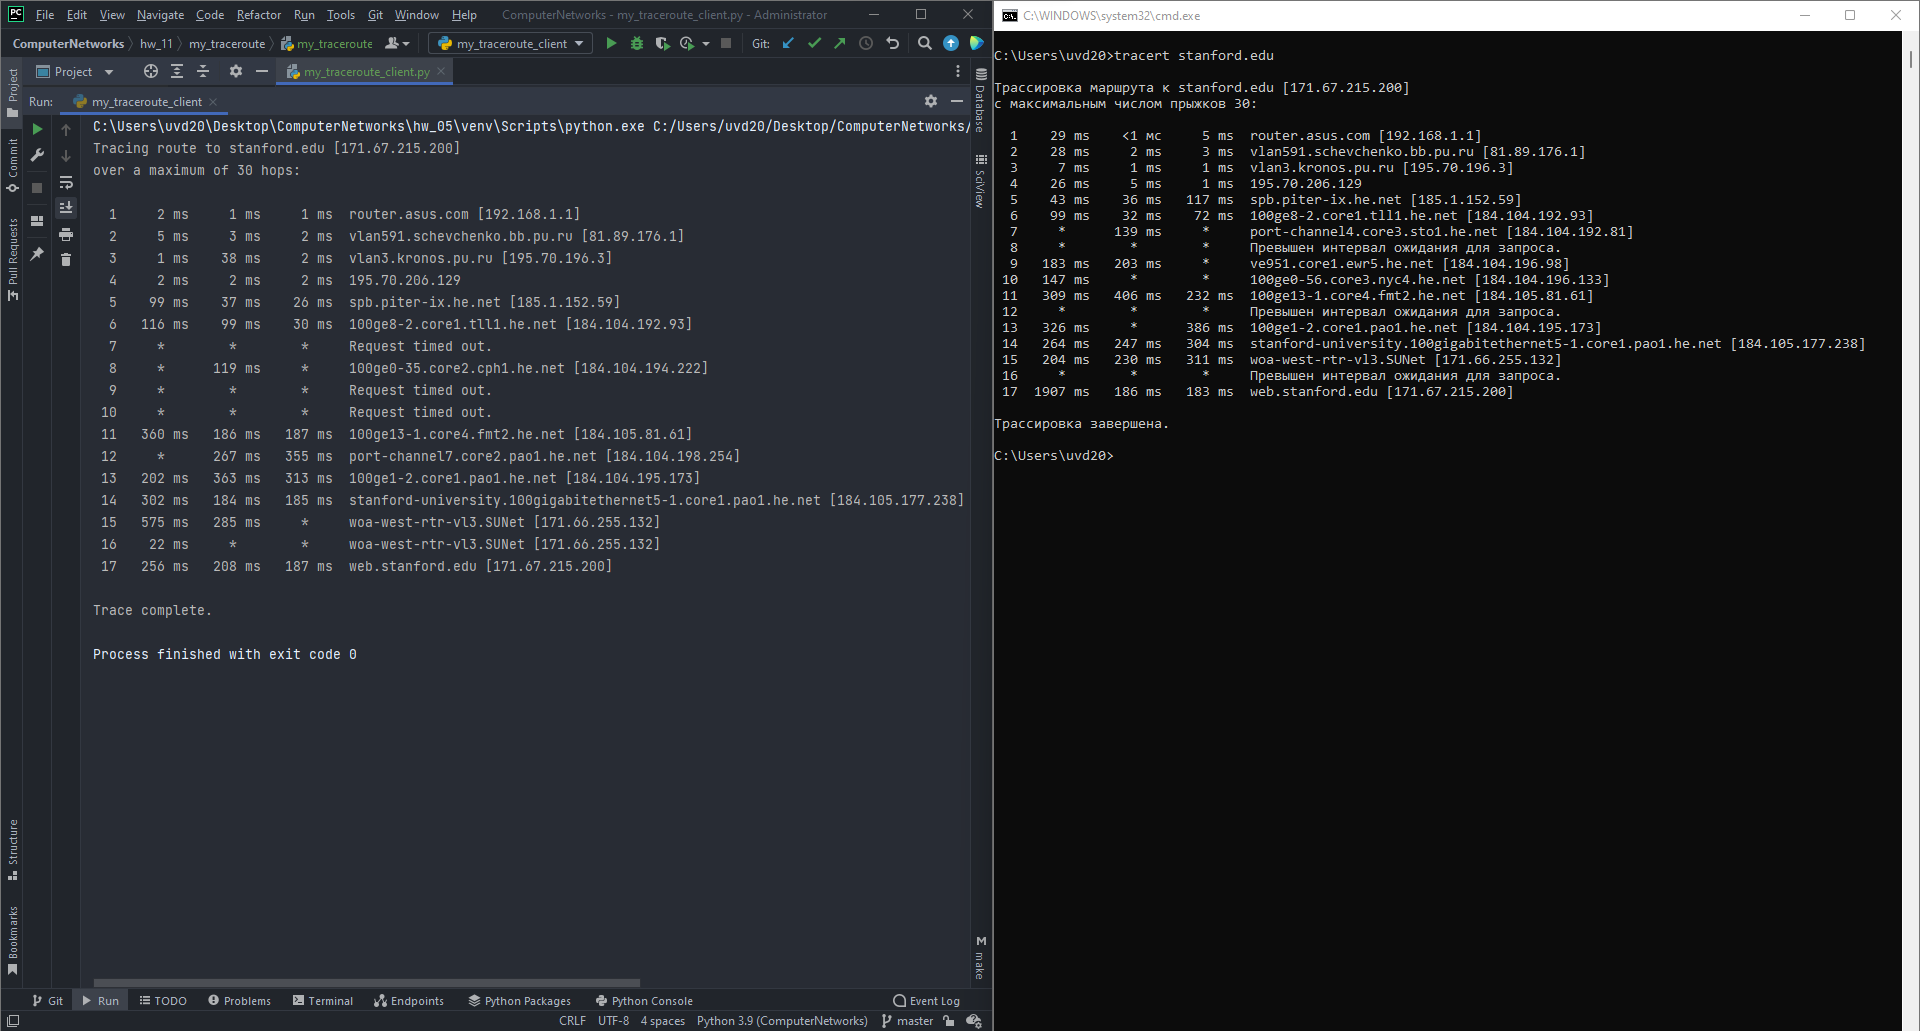 File Edit View Navigate Code Refactor Run Tools Git Window Help ComputerNetworks - my_traceroute_client.py - Administrator
ComputerNetworks hw_11 my_traceroute my_traceroute my_traceroute_client Git:
Project my_traceroute_client.py
Run: my_traceroute_client
C:\Users\uvd20\Desktop\ComputerNetworks\hw_05\venv\Scripts\python.exe C:/Users/uvd20/Desktop/ComputerNetworks/
Tracing route to stanford.edu [171.67.215.200]
over a maximum of 30 hops:
1 2 ms 1 ms 1 ms router.asus.com [192.168.1.1]
2 5 ms 3 ms 2 ms vlan591.schevchenko.bb.pu.ru [81.89.176.1]
3 1 ms 38 ms 2 ms vlan3.kronos.pu.ru [195.70.196.3]
4 2 ms 2 ms 2 ms 195.70.206.129
5 99 ms 37 ms 26 ms spb.piter-ix.he.net [185.1.152.59]
6 116 ms 99 ms 30 ms 100ge8-2.core1.tll1.he.net [184.104.192.93]
7 * * * Request timed out.
8 * 119 ms * 100ge0-35.core2.cph1.he.net [184.104.194.222]
9 * * * Request timed out.
10 * * * Request timed out.
11 360 ms 186 ms 187 ms 100ge13-1.core4.fmt2.he.net [184.105.81.61]
12 * 267 ms 355 ms port-channel7.core2.pao1.he.net [184.104.198.254]
13 202 ms 363 ms 313 ms 100ge1-2.core1.pao1.he.net [184.104.195.173]
14 302 ms 184 ms 185 ms stanford-university.100gigabitethernet5-1.core1.pao1.he.net [184.105.177.238]
15 575 ms 285 ms * woa-west-rtr-vl3.SUNet [171.66.255.132]
16 22 ms * * woa-west-rtr-vl3.SUNet [171.66.255.132]
17 256 ms 208 ms 187 ms web.stanford.edu [171.67.215.200]
Trace complete.
Process finished with exit code 0
Project
Commit
Pull Requests
Structure
Bookmarks
Database
SciView
make
Git Run TODO Problems Terminal Endpoints Python Packages Python Console Event Log
CRLF UTF-8 4 spaces Python 3.9 (ComputerNetworks) master
C:\WINDOWS\system32\cmd.exe
C:\Users\uvd20>tracert stanford.edu
Трассировка маршрута к stanford.edu [171.67.215.200]
с максимальным числом прыжков 30:
1 29 ms <1 мс 5 ms router.asus.com [192.168.1.1]
2 28 ms 2 ms 3 ms vlan591.schevchenko.bb.pu.ru [81.89.176.1]
3 7 ms 1 ms 1 ms vlan3.kronos.pu.ru [195.70.196.3]
4 26 ms 5 ms 1 ms 195.70.206.129
5 43 ms 36 ms 117 ms spb.piter-ix.he.net [185.1.152.59]
6 99 ms 32 ms 72 ms 100ge8-2.core1.tll1.he.net [184.104.192.93]
7 * 139 ms * port-channel4.core3.sto1.he.net [184.104.192.81]
8 * * * Превышен интервал ожидания для запроса.
9 183 ms 203 ms * ve951.core1.ewr5.he.net [184.104.196.98]
10 147 ms * * 100ge0-56.core3.nyc4.he.net [184.104.196.133]
11 309 ms 406 ms 232 ms 100ge13-1.core4.fmt2.he.net [184.105.81.61]
12 * * * Превышен интервал ожидания для запроса.
13 326 ms * 386 ms 100ge1-2.core1.pao1.he.net [184.104.195.173]
14 264 ms 247 ms 304 ms stanford-university.100gigabitethernet5-1.core1.pao1.he.net [184.105.177.238]
15 204 ms 230 ms 311 ms woa-west-rtr-vl3.SUNet [171.66.255.132]
16 * * * Превышен интервал ожидания для запроса.
17 1907 ms 186 ms 183 ms web.stanford.edu [171.67.215.200]
Трассировка завершена.
C:\Users\uvd20>